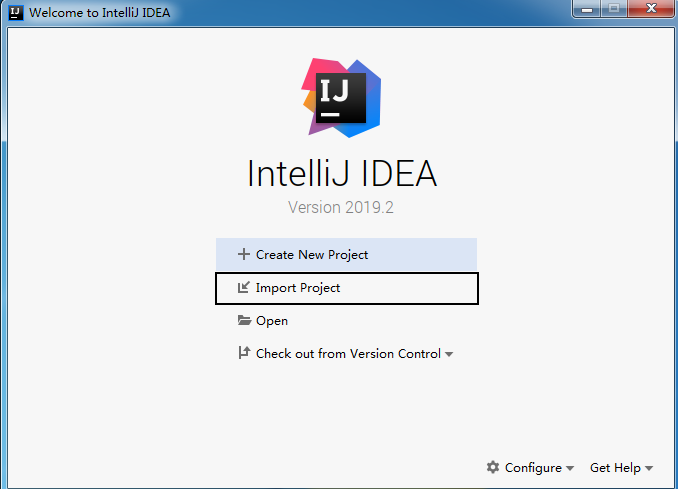 Welcome to IntelliJ IDEA
IJ
IntelliJ IDEA
Version 2019.2
Create New Project
Import Project
Open
Check out from Version Control
Configure
Get Help